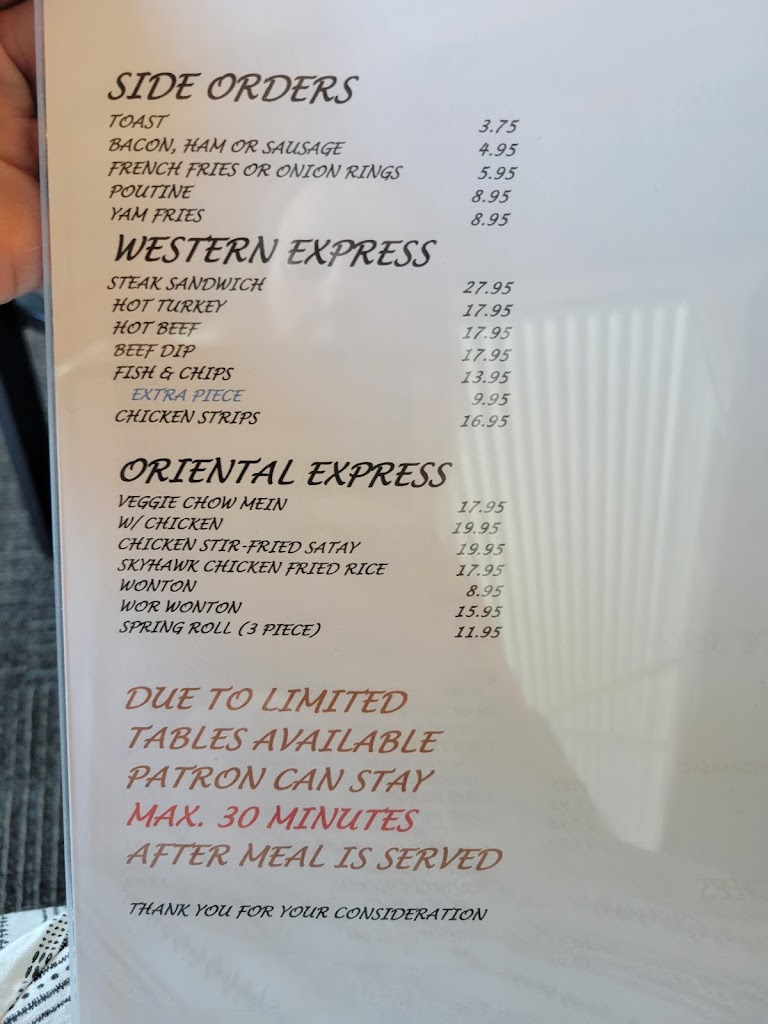 SIDE ORDERS
TOAST 3.75
BACON, HAM OR SAUSAGE 4.95
FRENCH FRIES OR ONION RINGS 5.95
POUTINE 8.95
YAM FRIES 8.95
WESTERN EXPRESS
STEAK SANDWICH 27.95
HOT TURKEY 17.95
HOT BEEF 17.95
BEEF DIP 17.95
FISH & CHIPS 13.95
EXTRA PIECE 9.95
CHICKEN STRIPS 16.95
ORIENTAL EXPRESS
VEGGIE CHOW MEIN 17.95
W/ CHICKEN 19.95
CHICKEN STIR-FRIED SATAY 19.95
SKYHAWK CHICKEN FRIED RICE 17.95
WONTON 8.95
WOR WONTON 15.95
SPRING ROLL (3 PIECE) 11.95
DUE TO LIMITED
TABLES AVAILABLE
PATRON CAN STAY
MAX. 30 MINUTES
AFTER MEAL IS SERVED
THANK YOU FOR YOUR CONSIDERATION